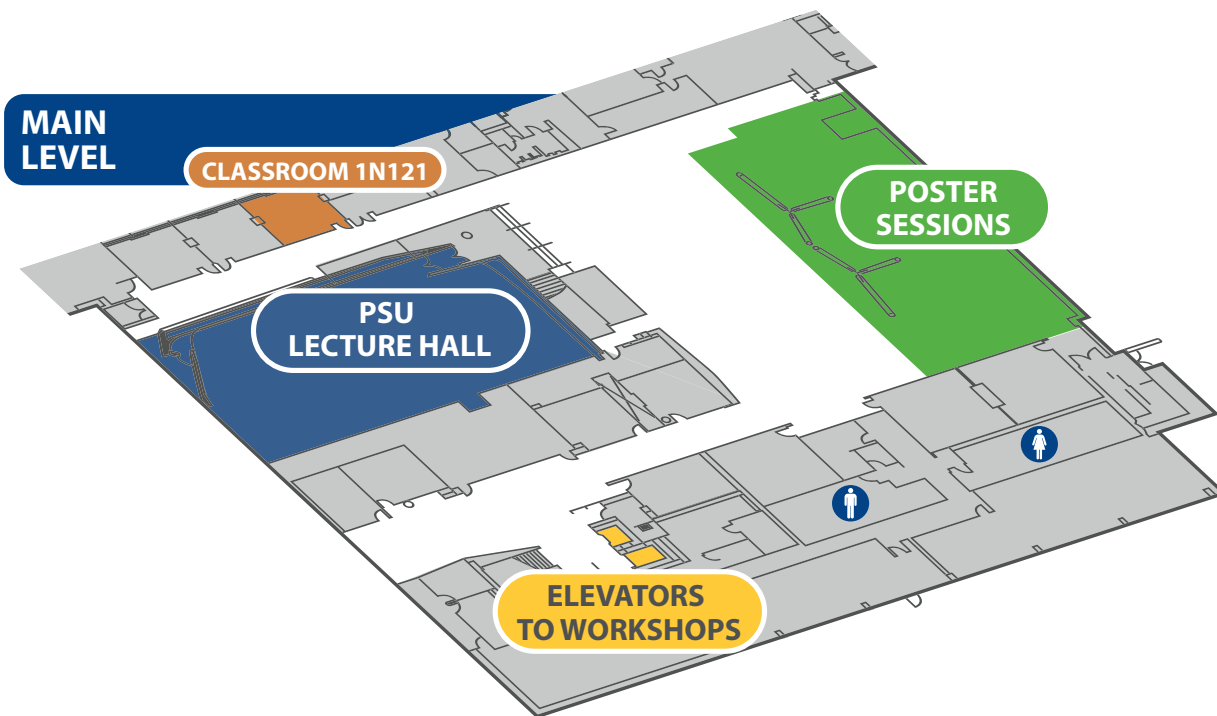 MAIN
LEVEL
CLASSROOM 1N121
POSTER
SESSIONS
PSU
LECTURE HALL
ELEVATORS
TO WORKSHOPS